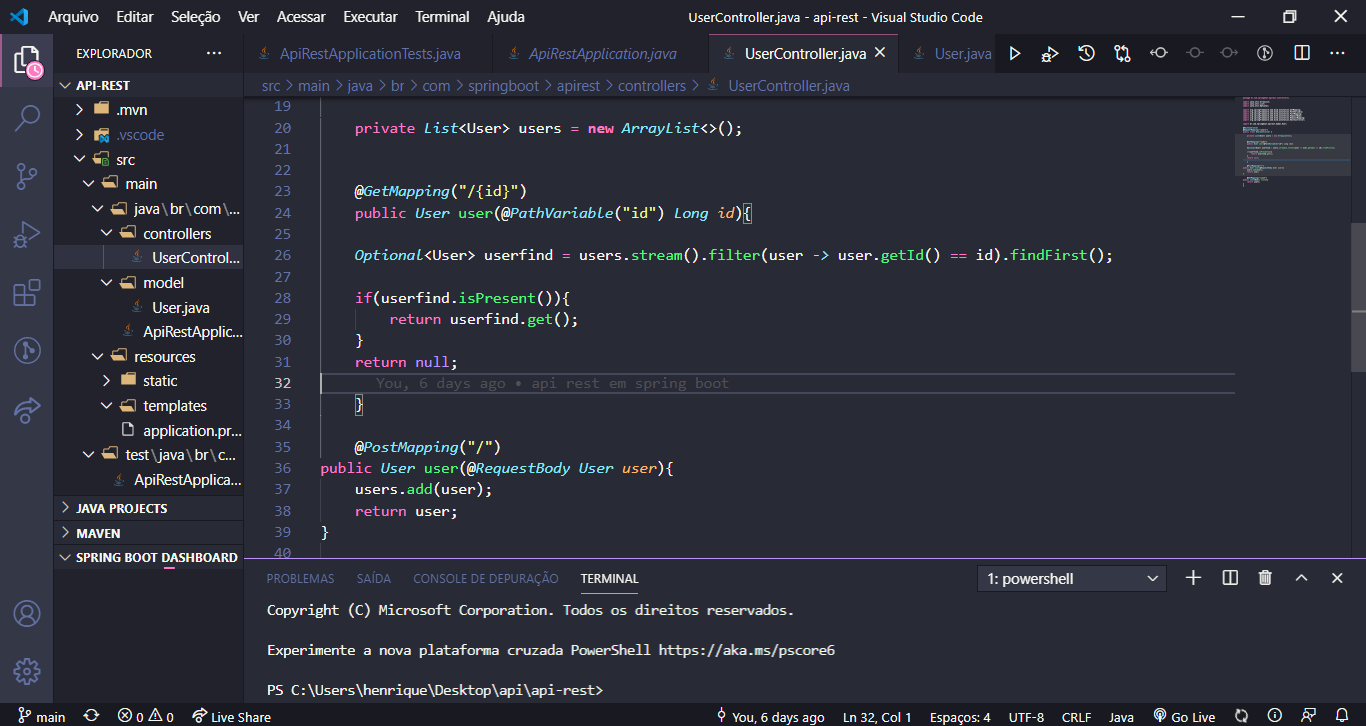 Arquivo Editar Seleção Ver Acessar Executar Terminal Ajuda
UserController.java - api-rest - Visual Studio Code
EXPLORADOR
API-REST
.mvn
.vscode
src
main
java\br\com\...
controllers
UserControl...
model
User.java
ApiRestApplic...
resources
static
templates
application.pr...
test\java\br\c...
ApiRestApplica...
JAVA PROJECTS
MAVEN
SPRING BOOT DASHBOARD
ApiRestApplicationTests.java ApiRestApplication.java UserController.java User.java
src > main > java > br > com > springboot > apirest > controllers > UserController.java
19
20 private List<User> users = new ArrayList<>();
21
22
23 @GetMapping("/{id}")
24 public User user(@PathVariable("id") Long id){
25
26 Optional<User> userfind = users.stream().filter(user -> user.getId() == id).findFirst();
27
28 if(userfind.isPresent()){
29 return userfind.get();
30 }
31 return null;
32 You, 6 days ago • api rest em spring boot
33 }
34
35 @PostMapping("/")
36 public User user(@RequestBody User user){
37 users.add(user);
38 return user;
39 }
40
PROBLEMAS SAÍDA CONSOLE DE DEPURAÇÃO TERMINAL 1: powershell
Copyright (C) Microsoft Corporation. Todos os direitos reservados.
Experimente a nova plataforma cruzada PowerShell https://aka.ms/pscore6
PS C:\Users\henrique\Desktop\api\api-rest>
main 0 0 Live Share You, 6 days ago Ln 32, Col 1 Espaços: 4 UTF-8 CRLF Java Go Live